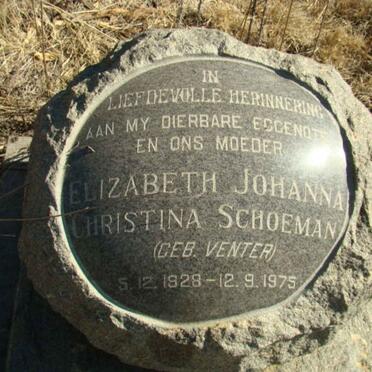 IN
LIEFDEVOLLE HERINNERING
AAN MY DIERBARE EGGENOTE
EN ONS MOEDER
ELIZABETH JOHANNA
CHRISTINA SCHOEMAN
(GEB. VENTER)
5.12.1928-12.9.1975